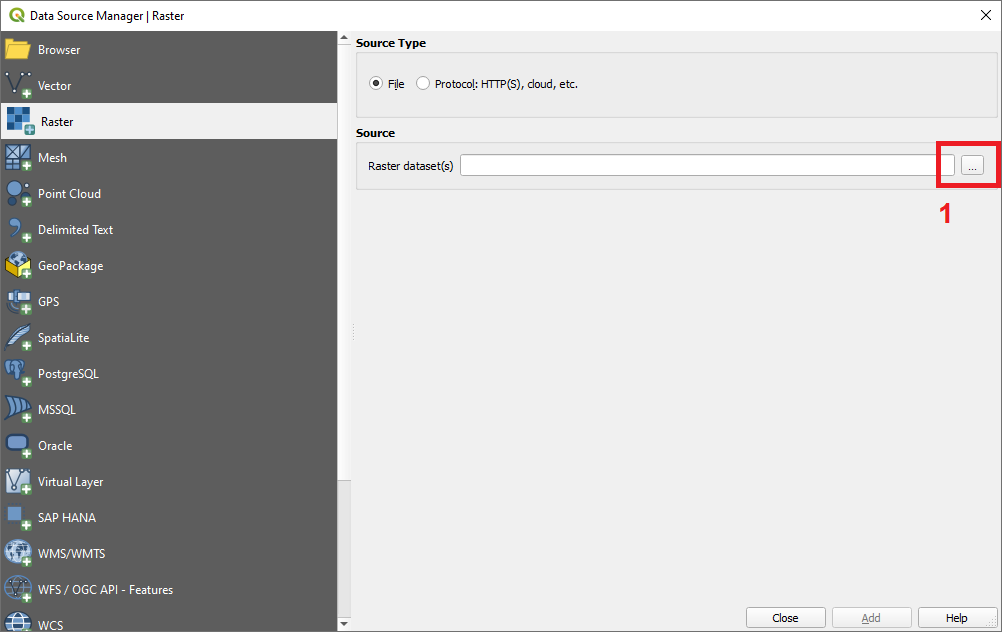 Data Source Manager | Raster
Browser
Vector
Raster
Mesh
Point Cloud
Delimited Text
GeoPackage
GPS
SpatiaLite
PostgreSQL
MSSQL
Oracle
Virtual Layer
SAP HANA
WMS/WMTS
WFS / OGC API - Features
WCS
Source Type
File Protocol: HTTP(S), cloud, etc.
Source
Raster dataset(s) ...
1
Close Add Help